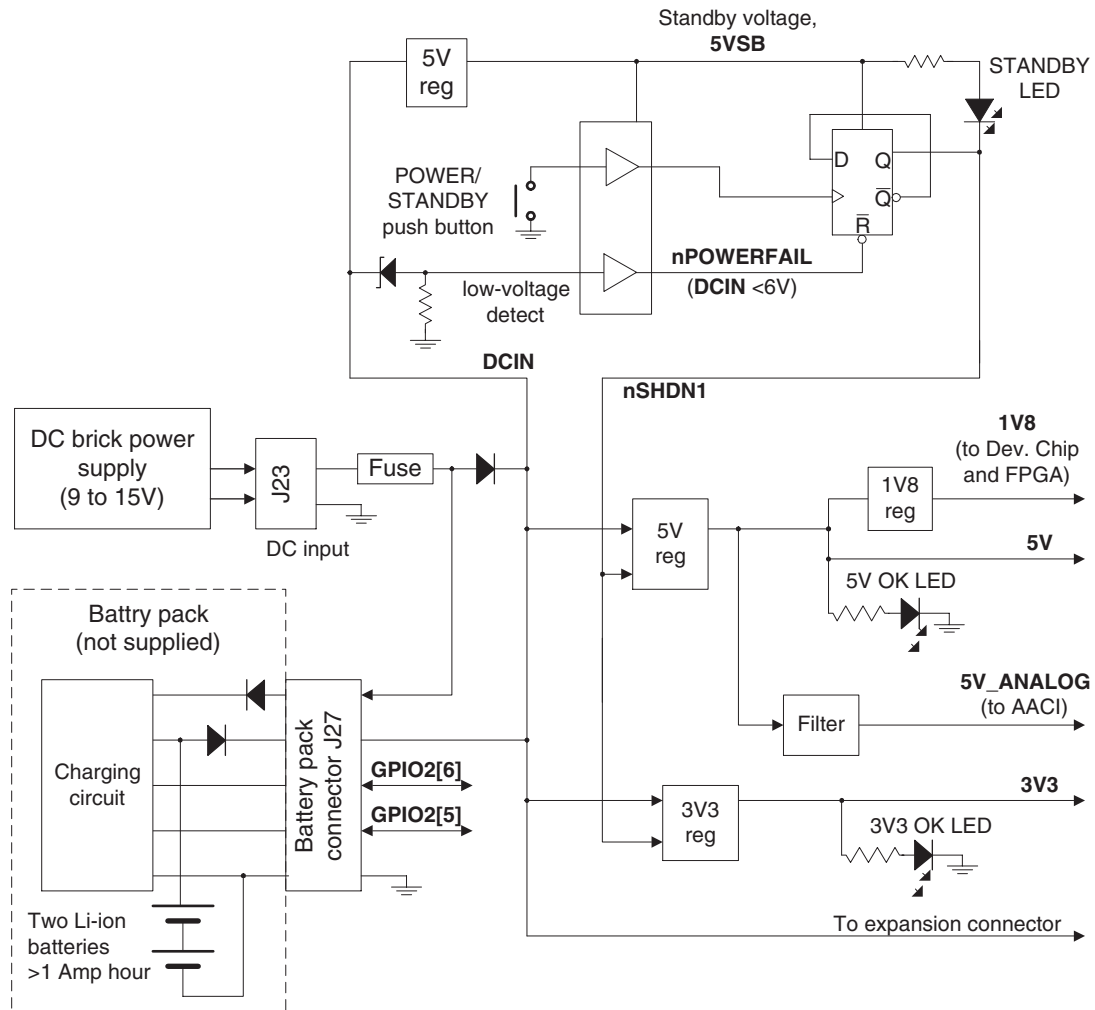 Standby voltage,
5VSB
5V
reg
STANDBY
LED
POWER/
STANDBY
push button
D
Q
Q̅
R̅
nPOWERFAIL
(DCIN <6V)
low-voltage
detect
DCIN
nSHDN1
DC brick power
supply
(9 to 15V)
J23
Fuse
DC input
1V8
(to Dev. Chip
and FPGA)
1V8
reg
5V
reg
5V
5V OK LED
Battry pack
(not supplied)
5V_ANALOG
(to AACI)
Filter
Charging
circuit
Battery pack
connector J27
GPIO2[6]
GPIO2[5]
3V3
3V3
reg
3V3 OK LED
Two Li-ion
batteries
>1 Amp hour
To expansion connector